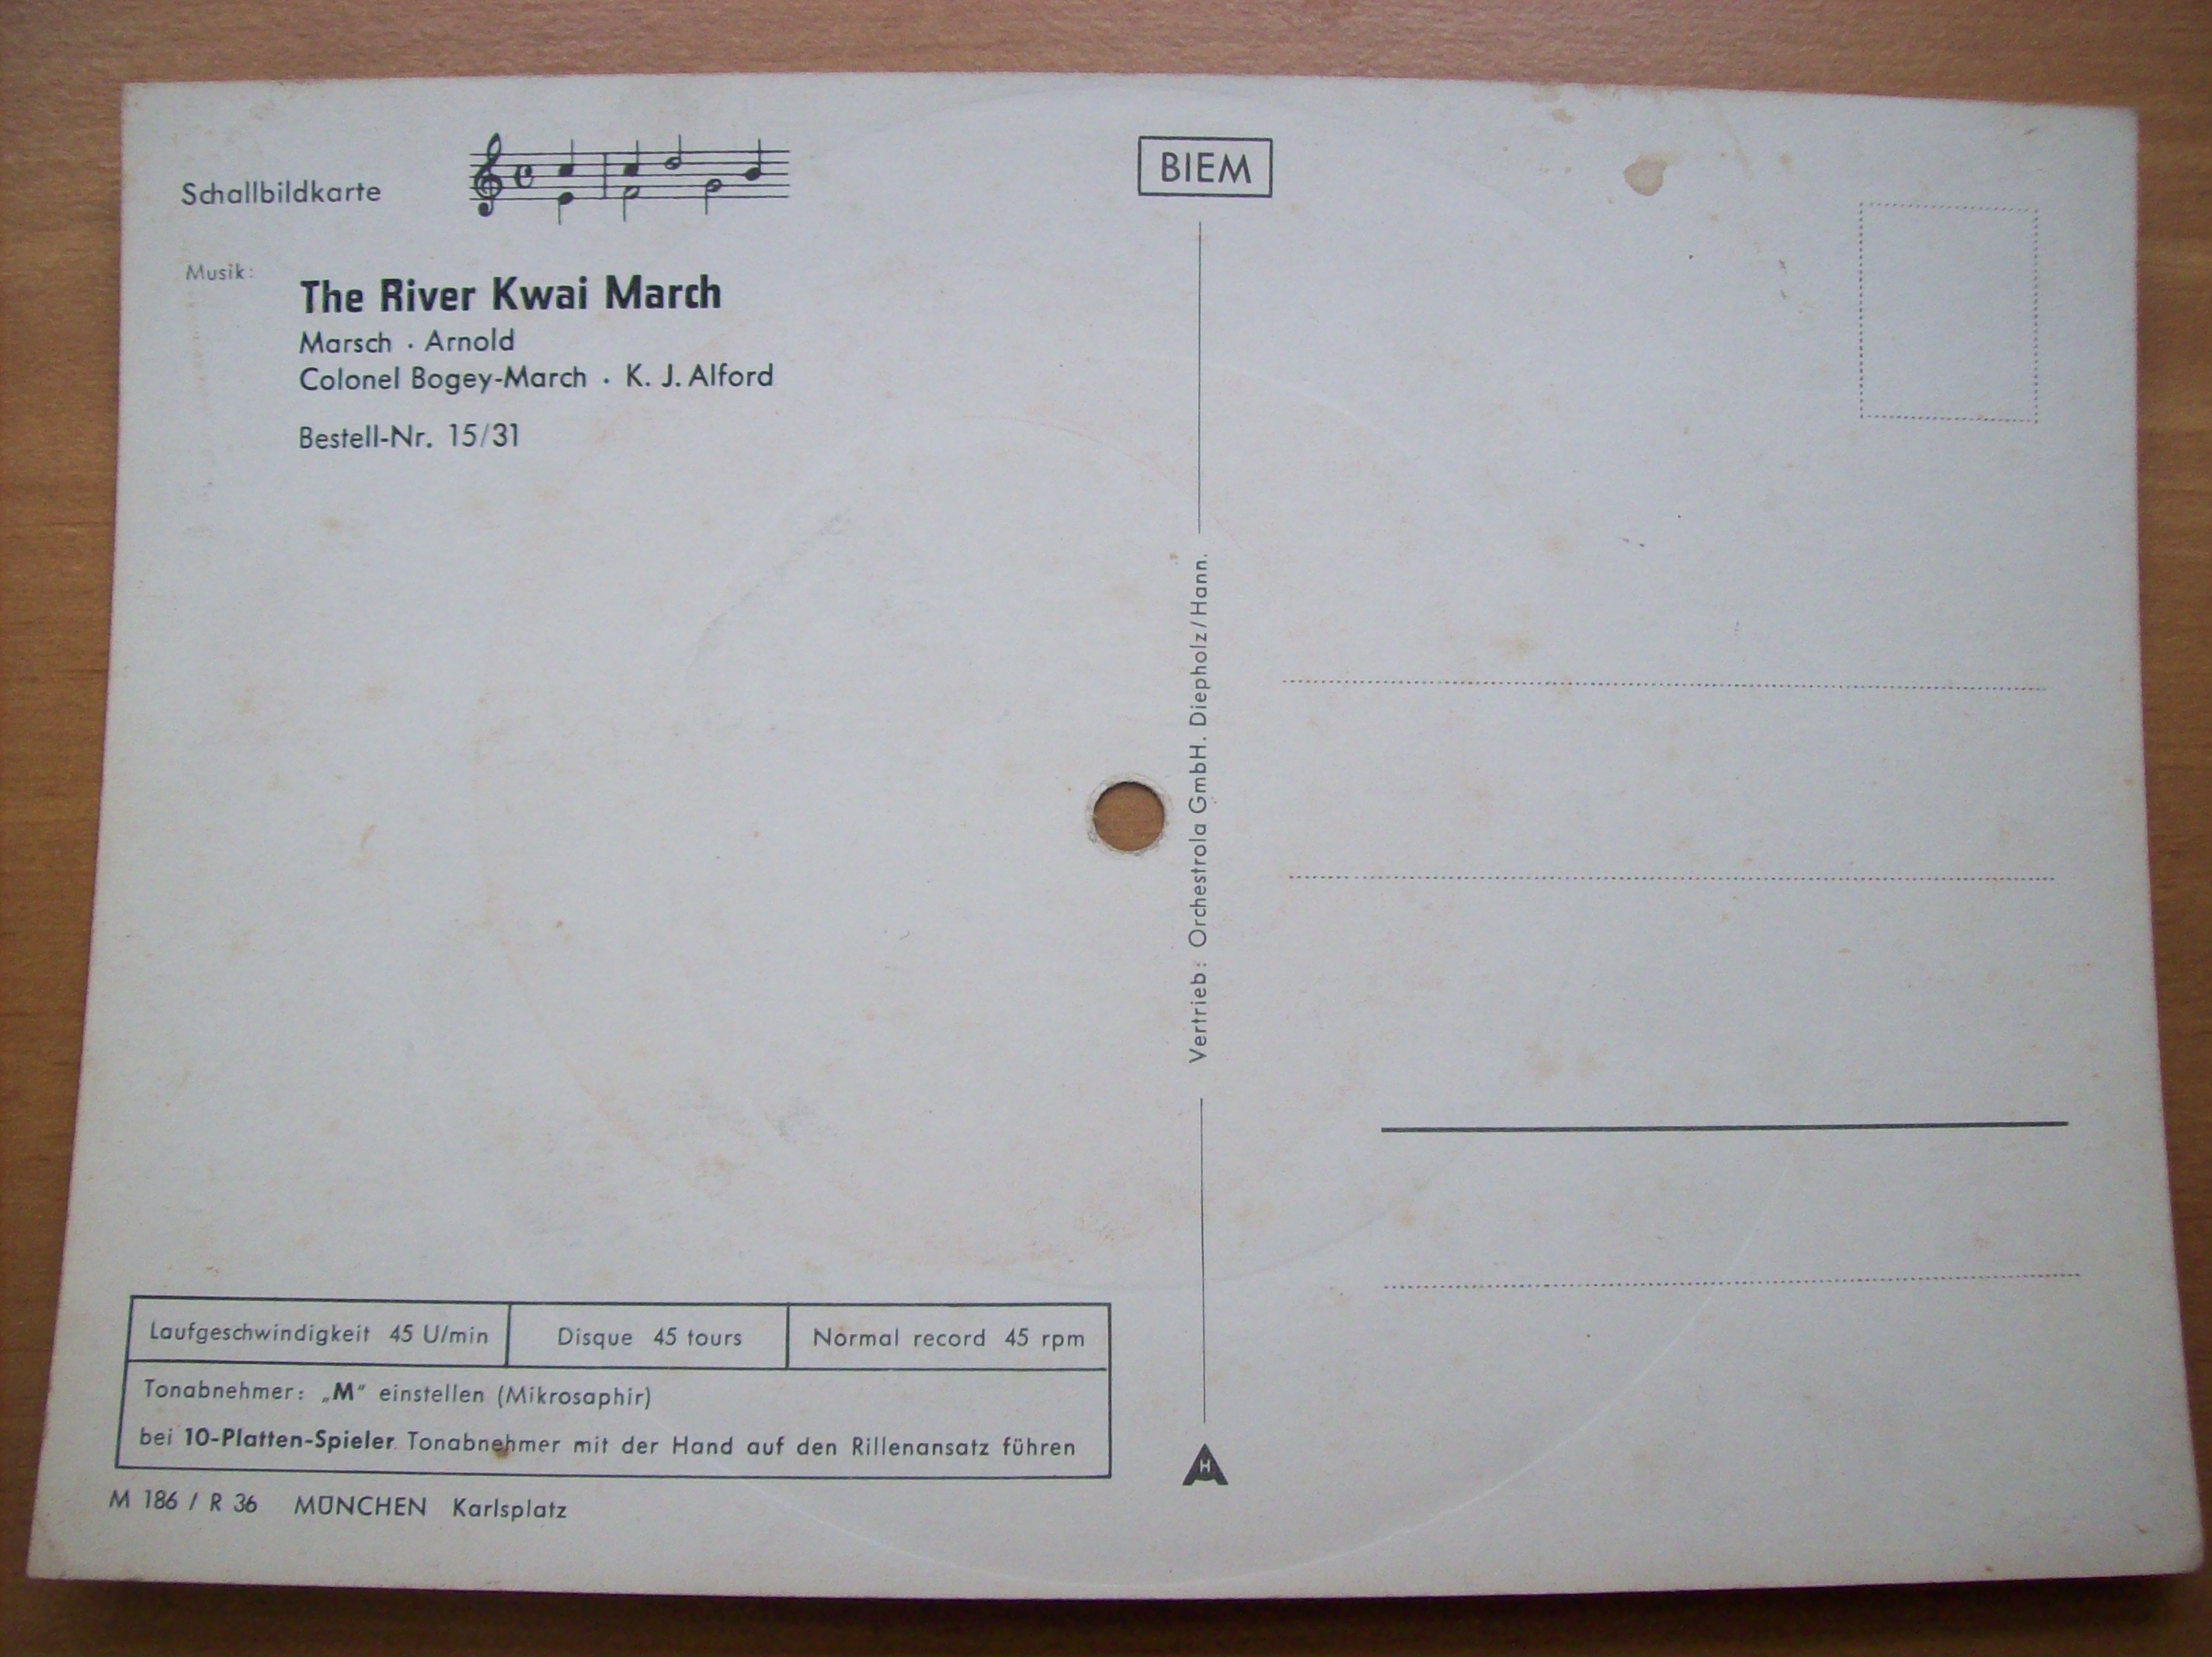 Schallbildkarte
BIEM
Musik:
The River Kwai March
Marsch · Arnold
Colonel Bogey-March · K. J. Alford
Bestell-Nr. 15/31
Vertrieb: Orchestrola GmbH. Diepholz/Hann.
Laufgeschwindigkeit 45 U/min
Disque 45 tours
Normal record 45 rpm
Tonabnehmer: „M“ einstellen (Mikrosaphir)
bei 10-Platten-Spieler Tonabnehmer mit der Hand auf den Rillenansatz führen
H
M 186 / R 36 MÜNCHEN Karlsplatz